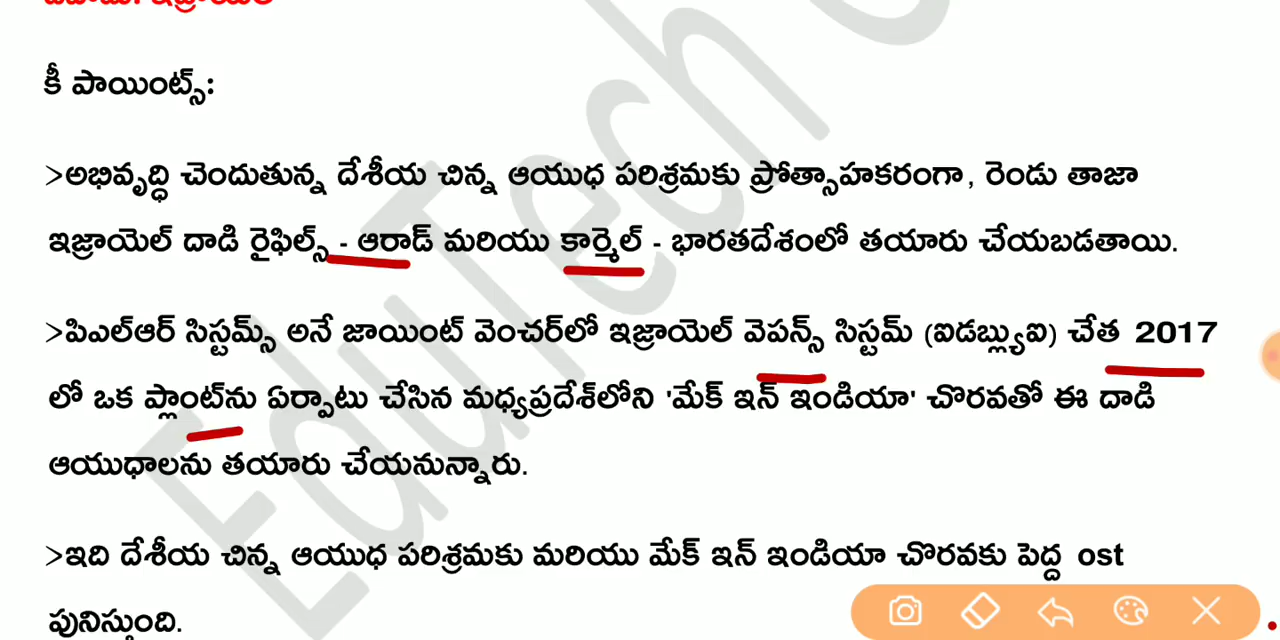 కీ పాయింట్స్:
>అభివృద్ధి చెందుతున్న దేశీయ చిన్న ఆయుధ పరిశ్రమకు ప్రోత్సాహకరంగా, రెండు తాజా
ఇజ్రాయెల్ దాడి రైఫిల్స్ - ఆరాడ్ మరియు కార్మెల్ - భారతదేశంలో తయారు చేయబడతాయి.
>పిఎల్ఆర్ సిస్టమ్స్ అనే జాయింట్ వెంచర్‌లో ఇజ్రాయెల్ వెపన్స్ సిస్టమ్ (ఐడబ్ల్యుఐ) చేత 2017
లో ఒక ప్లాంట్‌ను ఏర్పాటు చేసిన మధ్యప్రదేశ్‌లోని 'మేక్ ఇన్ ఇండియా' చొరవతో ఈ దాడి
ఆయుధాలను తయారు చేయనున్నారు.
>ఇది దేశీయ చిన్న ఆయుధ పరిశ్రమకు మరియు మేక్ ఇన్ ఇండియా చొరవకు పెద్ద ost
పునిస్తుంది.
EduTech